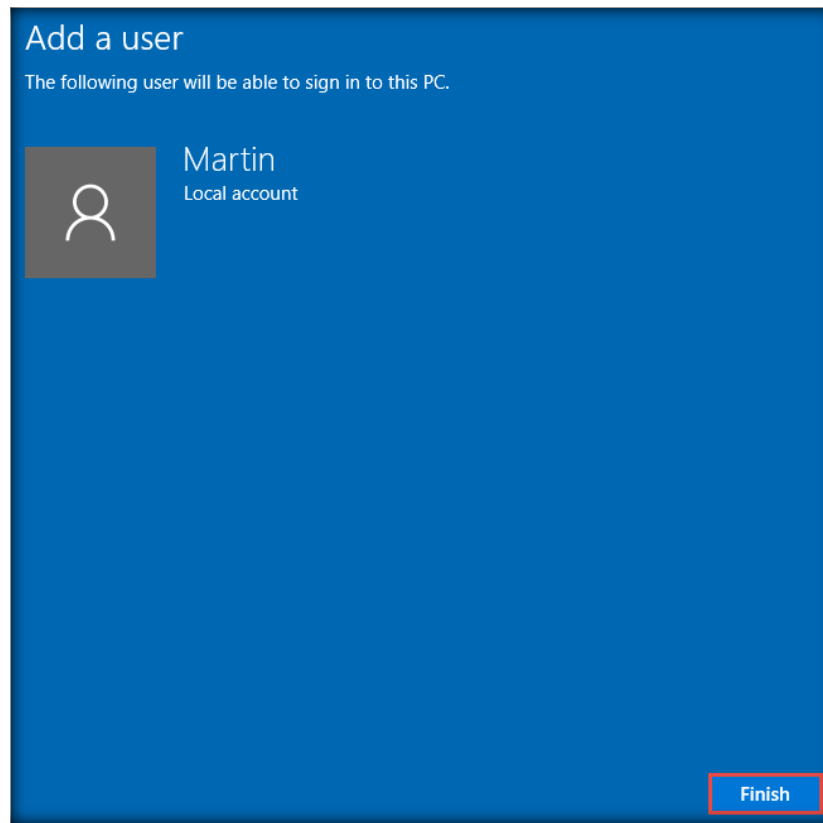 Add a user
The following user will be able to sign in to this PC.
Martin
Local account
Finish